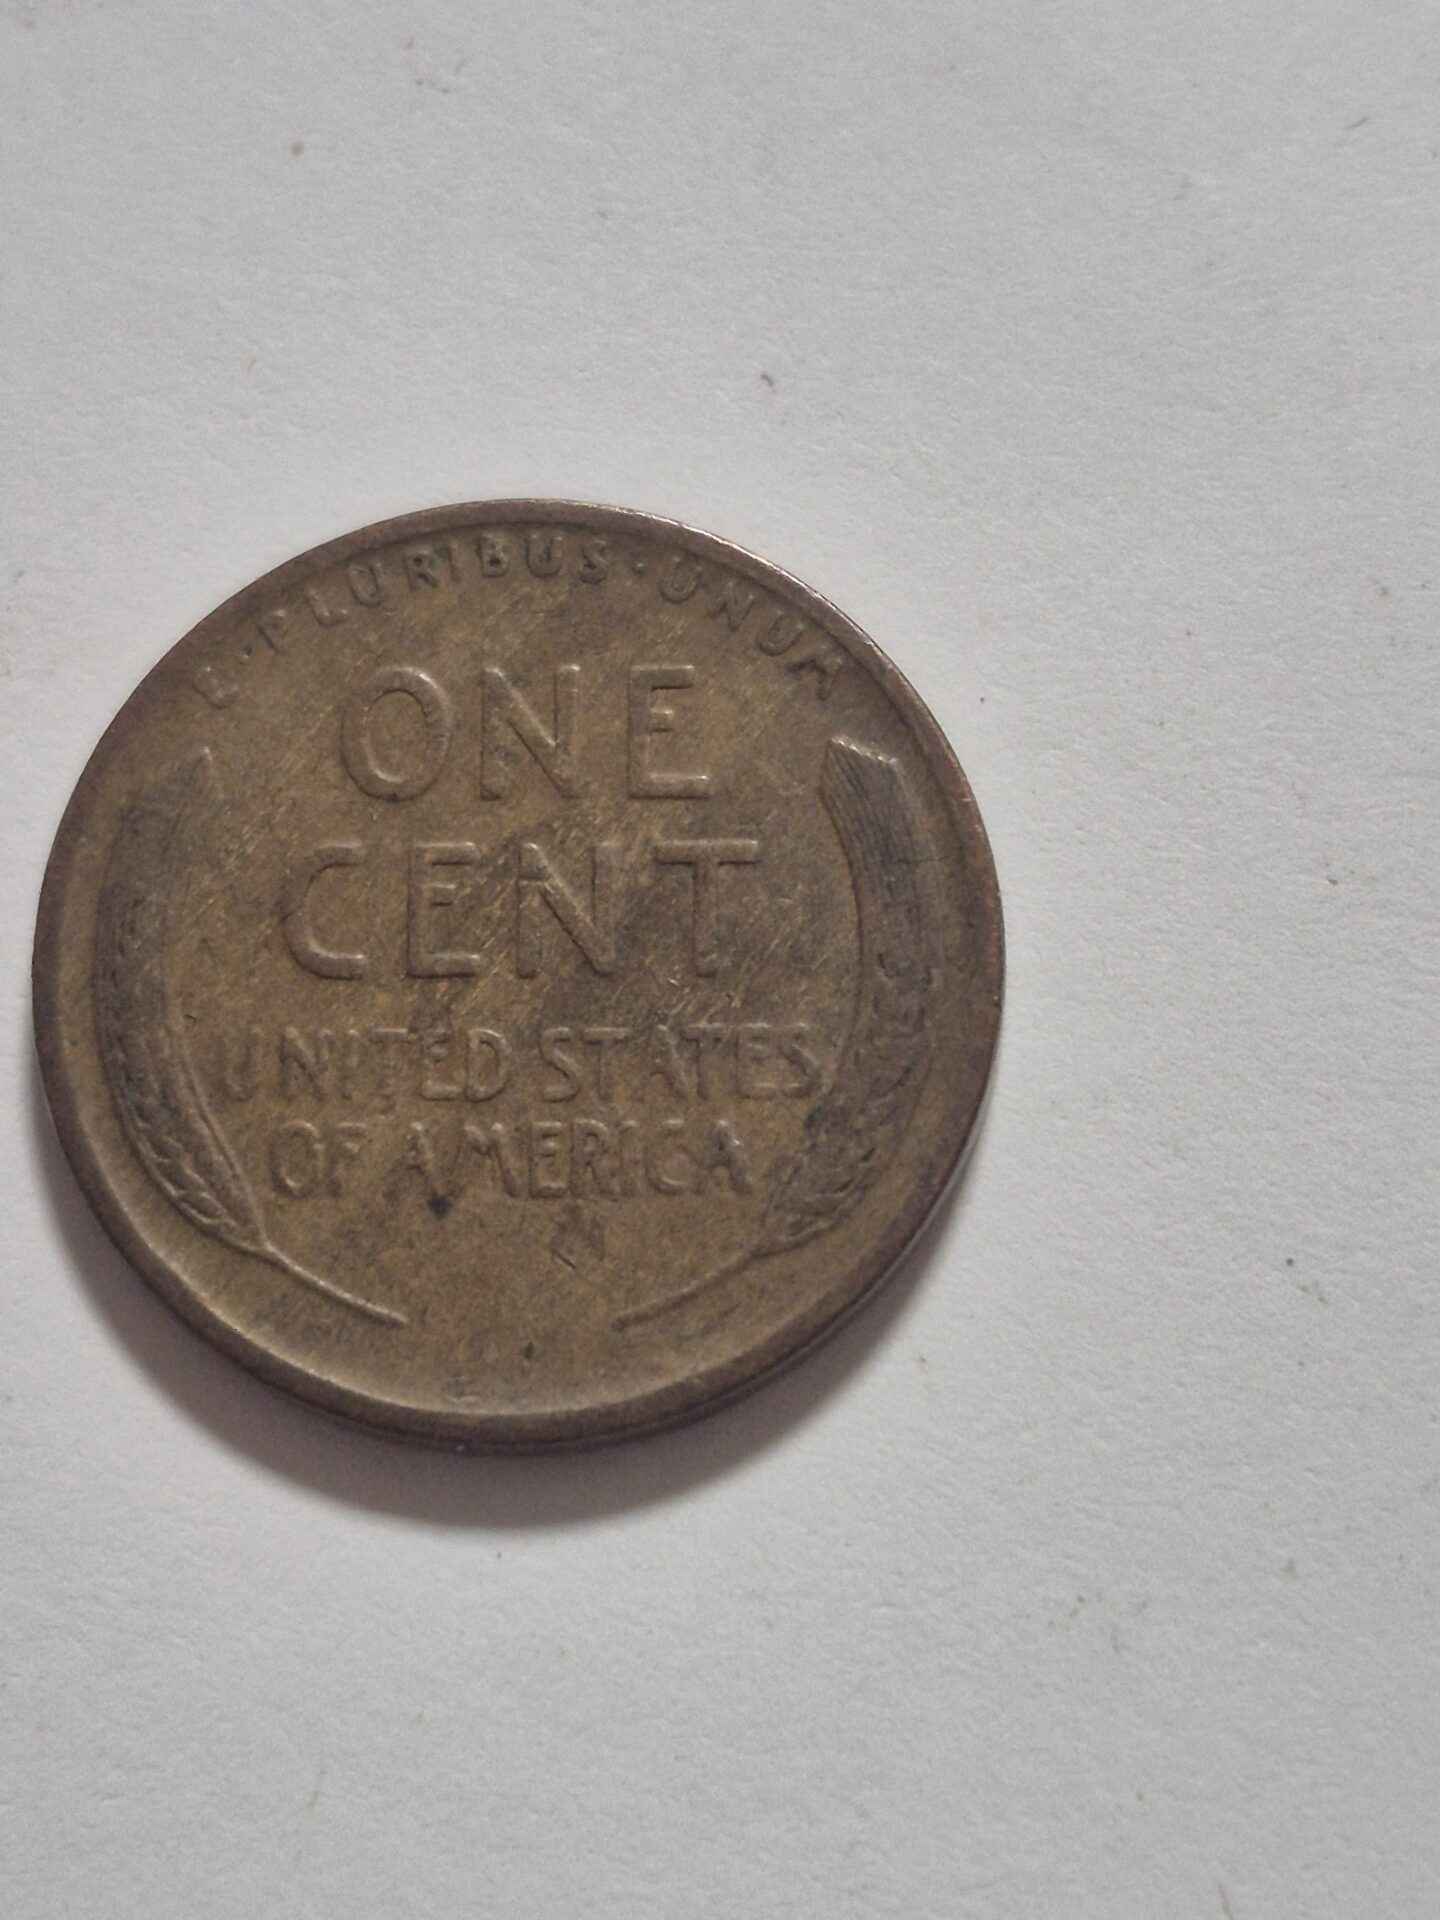 E·PLURIBUS·UNUM
ONE
CENT
UNITED STATES
OF AMERICA